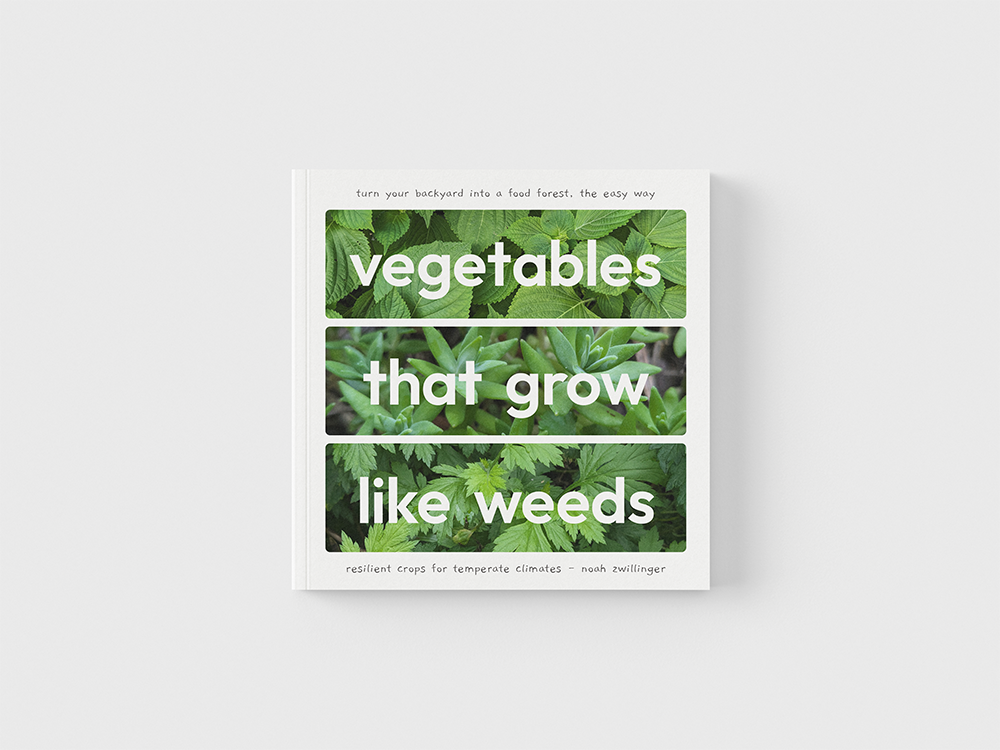 turn your backyard into a food forest. the easy way
vegetables
that grow
like weeds
resilient crops for temperate climates - noah zwillinger